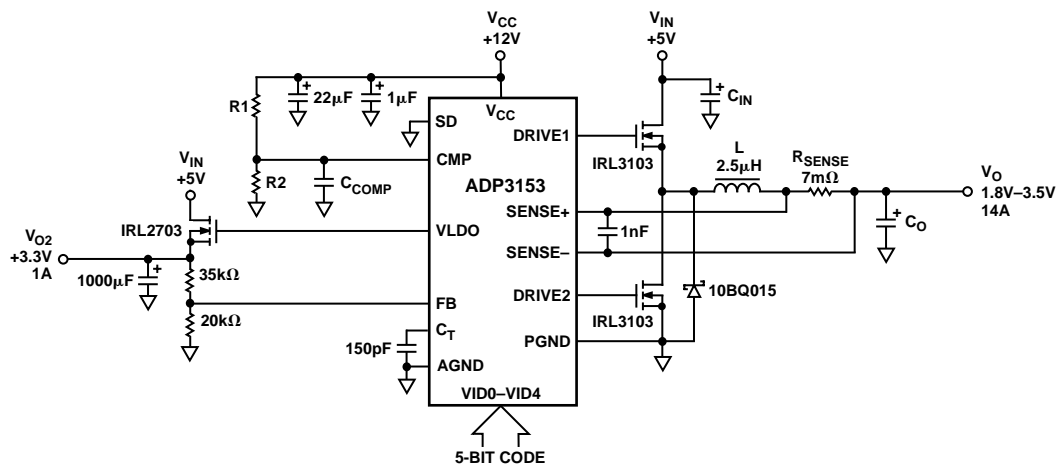 VCC
+12V
VIN
+5V
R1
22µF
1µF
CIN
VCC
SD
DRIVE1
IRL3103
L
2.5µH
RSENSE
7mΩ
VO
1.8V–3.5V
14A
VIN
+5V
R2
CCOMP
CMP
ADP3153
SENSE+
1nF
CO
IRL2703
VLDO
SENSE–
VO2
+3.3V
1A
1000µF
35kΩ
DRIVE2
IRL3103
10BQ015
20kΩ
FB
CT
150pF
PGND
AGND
VID0–VID4
5-BIT CODE